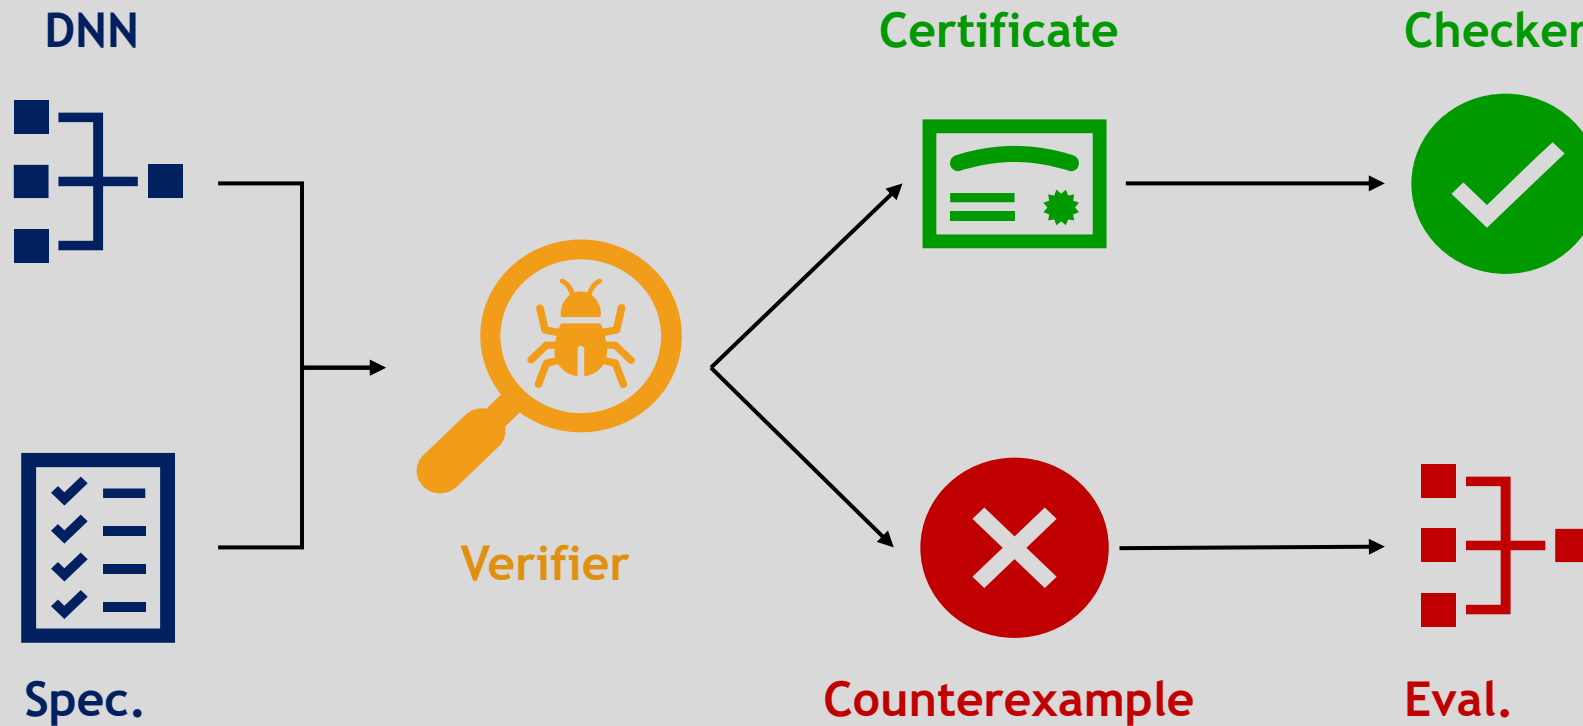 DNN
Certificate
Checker
Verifier
Spec.
Counterexample
Eval.